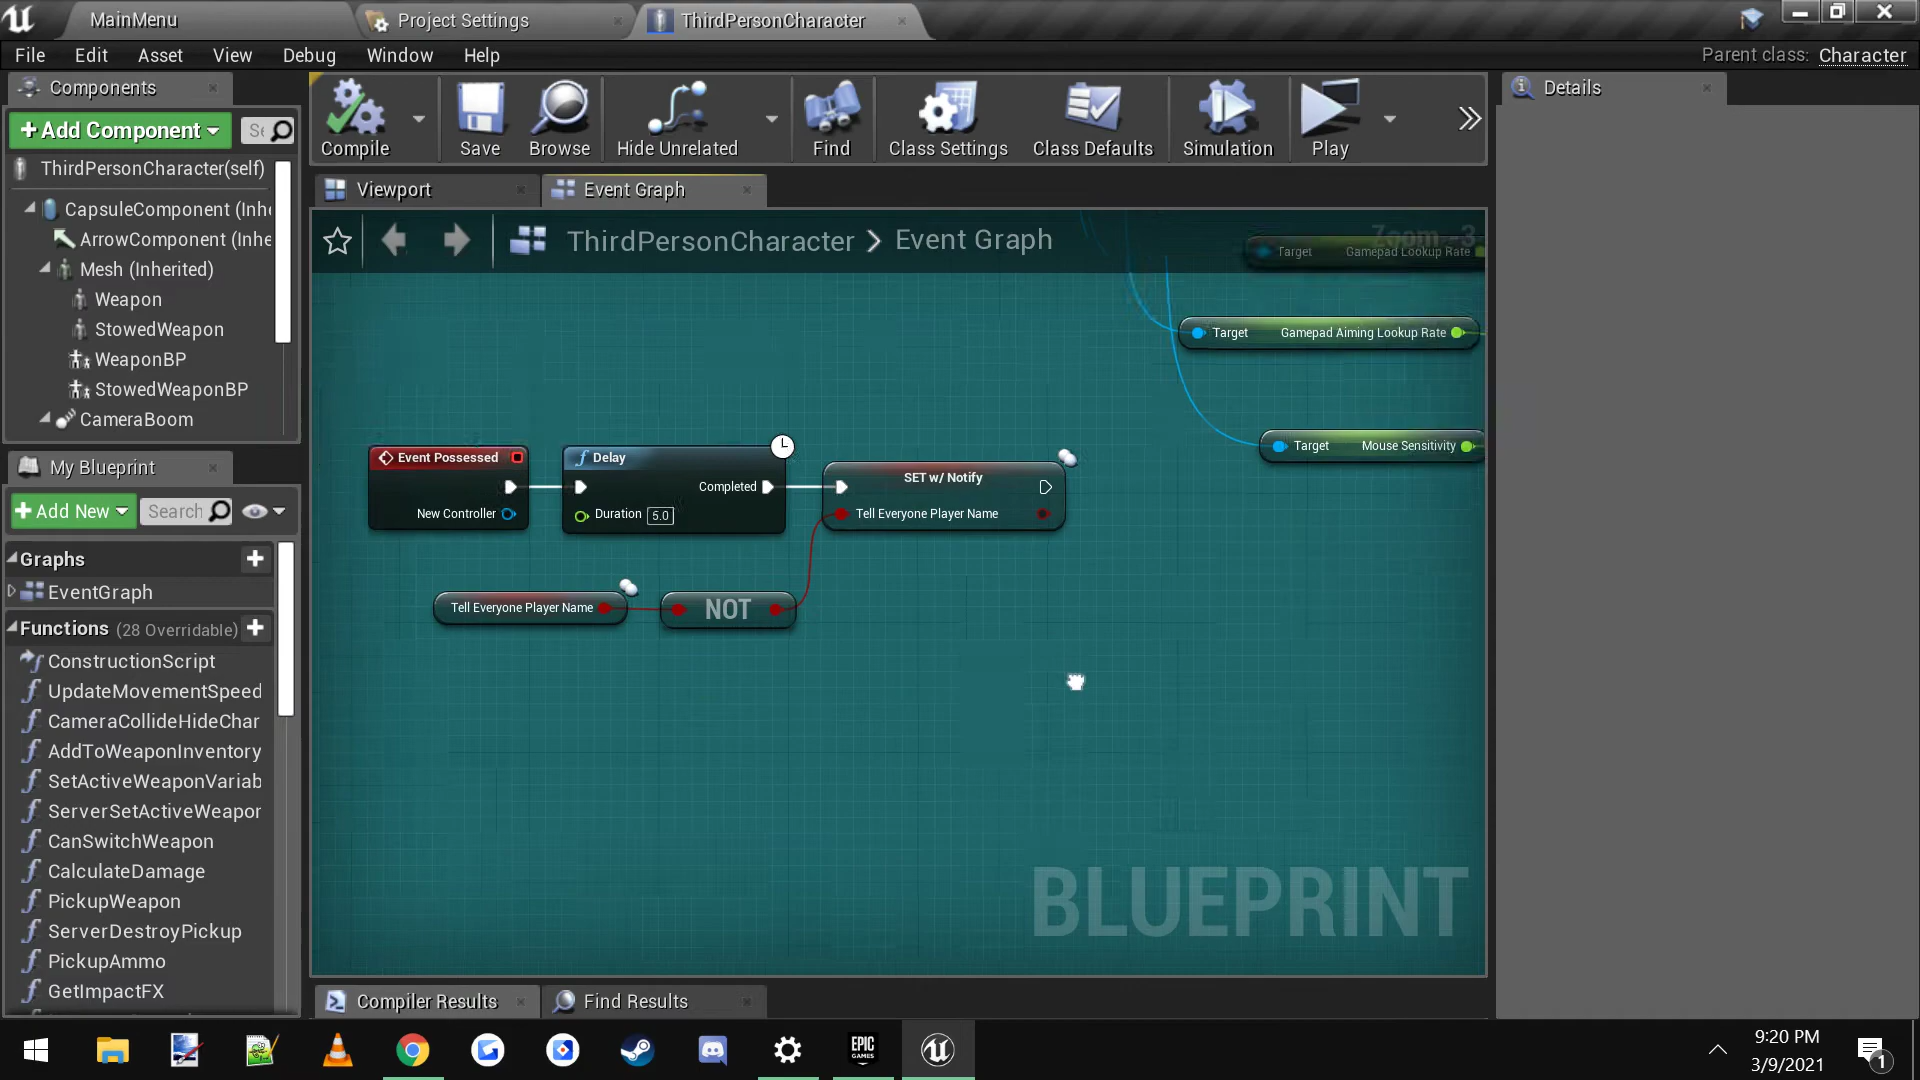 MainMenu
Project Settings
ThirdPersonCharacter
File Edit Asset View Debug Window Help
Parent class: Character
Components
+Add Component
Se
ThirdPersonCharacter(self)
CapsuleComponent (Inhe
ArrowComponent (Inhe
Mesh (Inherited)
Weapon
StowedWeapon
WeaponBP
StowedWeaponBP
CameraBoom
My Blueprint
+Add New
Search
Graphs
EventGraph
Functions (28 Overridable)
ConstructionScript
UpdateMovementSpeed
CameraCollideHideChar
AddToWeaponInventory
SetActiveWeaponVariab
ServerSetActiveWeapon
CanSwitchWeapon
CalculateDamage
PickupWeapon
ServerDestroyPickup
PickupAmmo
GetImpactFX
Compile
Save
Browse
Hide Unrelated
Find
Class Settings
Class Defaults
Simulation
Play
Viewport
Event Graph
ThirdPersonCharacter > Event Graph
Zoom -3
Target Gamepad Lookup Rate
Target Gamepad Aiming Lookup Rate
Target Mouse Sensitivity
Event Possessed
New Controller
Delay
Completed
Duration 5.0
SET w/ Notify
Tell Everyone Player Name
Tell Everyone Player Name
NOT
BLUEPRINT
Compiler Results
Find Results
Details
EPIC
GAMES
9:20 PM
3/9/2021
1